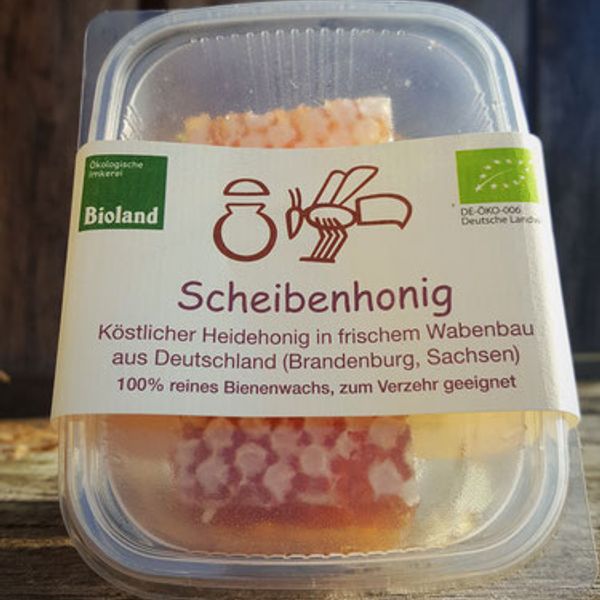 Ökologische
Imkerei
Bioland
DE-ÖKO-006
Deutsche
Scheibenhonig
Köstlicher Heidehonig in frischem Wabenbau
aus Deutschland (Brandenburg, Sachsen)
100% reines Bienenwachs, zum Verzehr geeignet